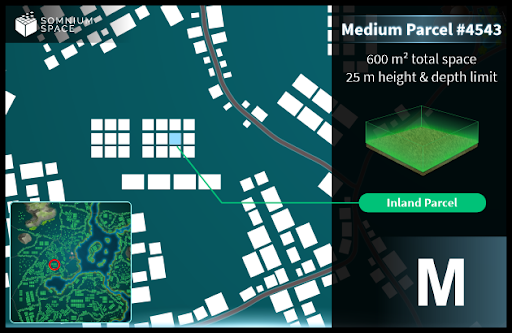 SOMNIUM
SPACE
Medium Parcel #4543
600 m² total space
25 m height & depth limit
Inland Parcel
M